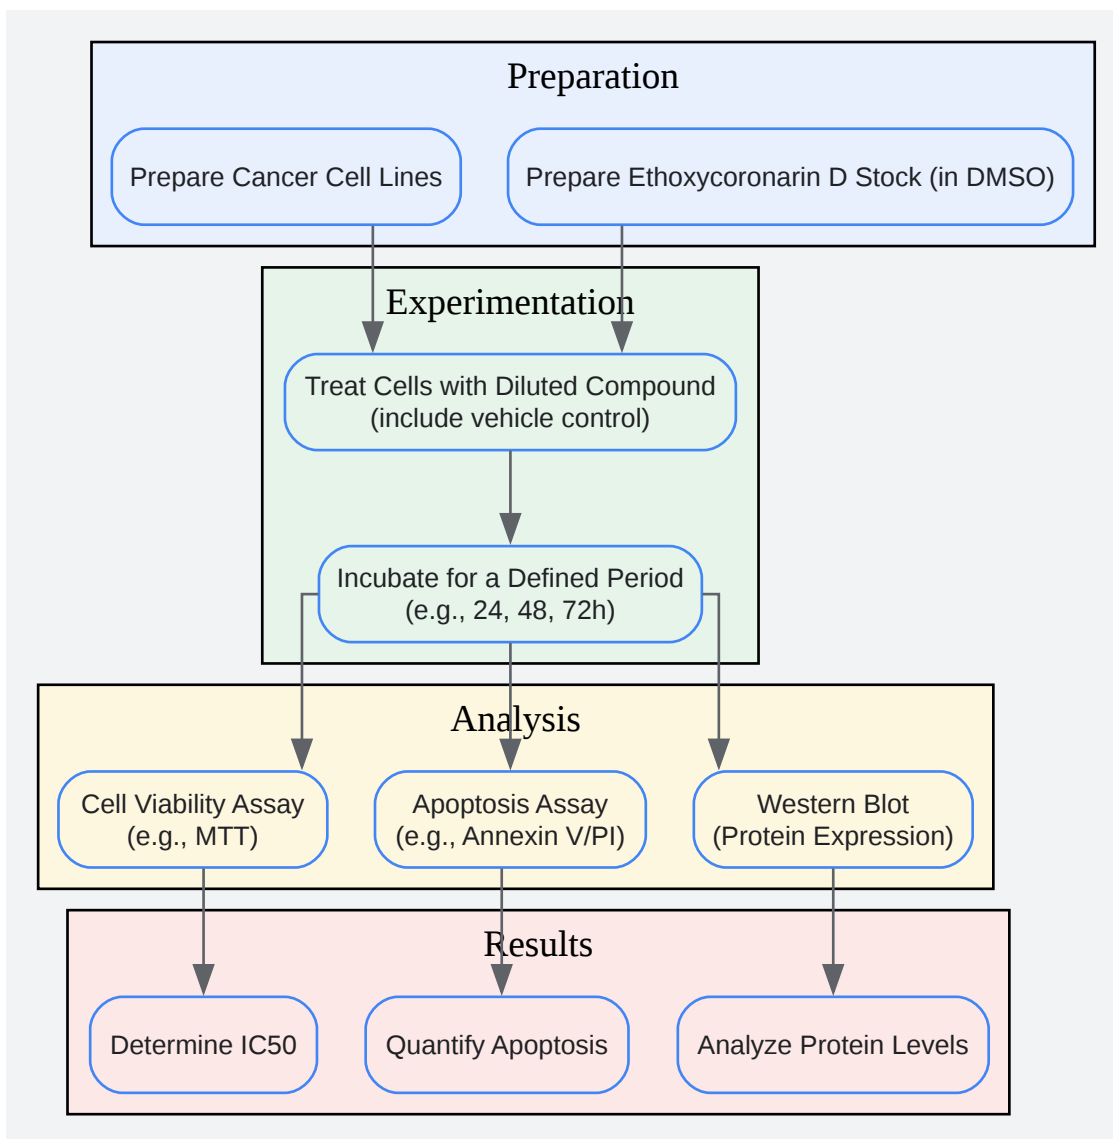 Preparation
Prepare Cancer Cell Lines
Prepare Ethoxycoronarin D Stock (in DMSO)
Experimentation
Treat Cells with Diluted Compound
(include vehicle control)
Incubate for a Defined Period
(e.g., 24, 48, 72h)
Analysis
Cell Viability Assay
(e.g., MTT)
Apoptosis Assay
(e.g., Annexin V/PI)
Western Blot
(Protein Expression)
Results
Determine IC50
Quantify Apoptosis
Analyze Protein Levels